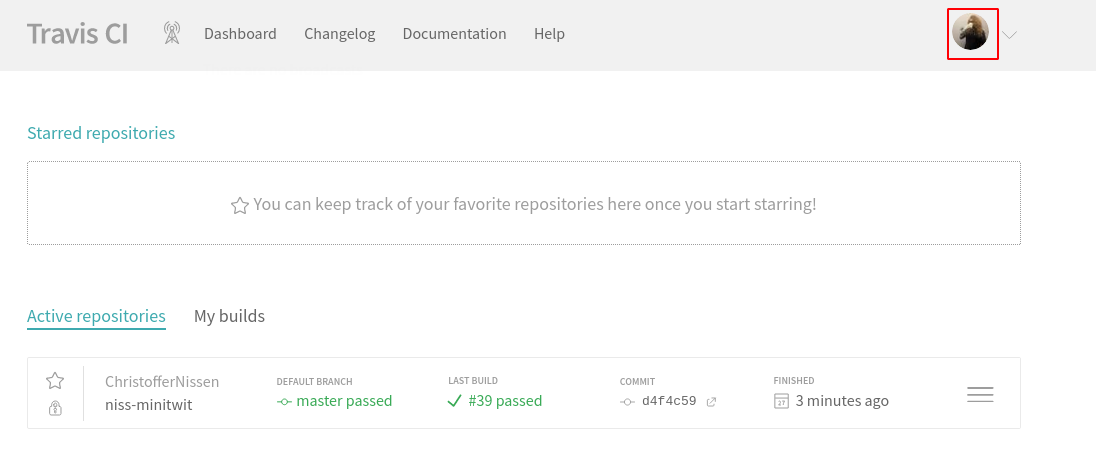 Travis CI Dashboard Changelog Documentation Help
Starred repositories
You can keep track of your favorite repositories here once you start starring!
Active repositories My builds
ChristofferNissen DEFAULT BRANCH LAST BUILD COMMIT FINISHED
niss-minitwit master passed #39 passed d4f4c59 27 3 minutes ago